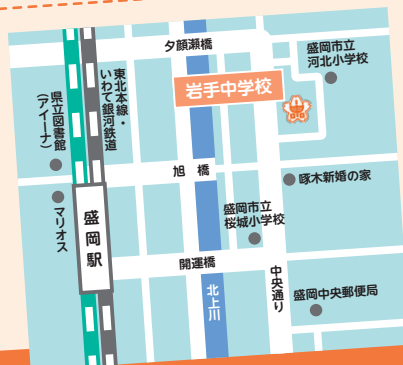 夕顔瀬橋
盛岡市立
河北小学校
岩手中学校
東北本線・
いわて銀河鉄道
県立図書館
(アイーナ)
旭橋
啄木新婚の家
マリオス
盛岡市立
桜城小学校
盛岡駅
開運橋
北上川
中央通り
盛岡中央郵便局